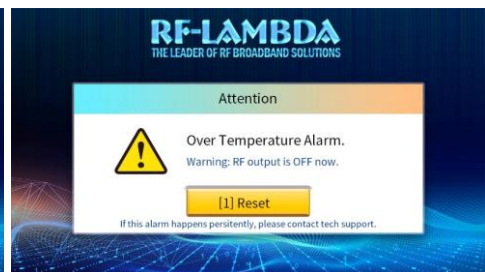 RF-LAMBDA
THE LEADER OF RF BROADBAND SOLUTIONS
Attention
Over Temperature Alarm.
Warning: RF output is OFF now.
[1] Reset
If this alarm happens persitently, please contact tech support.